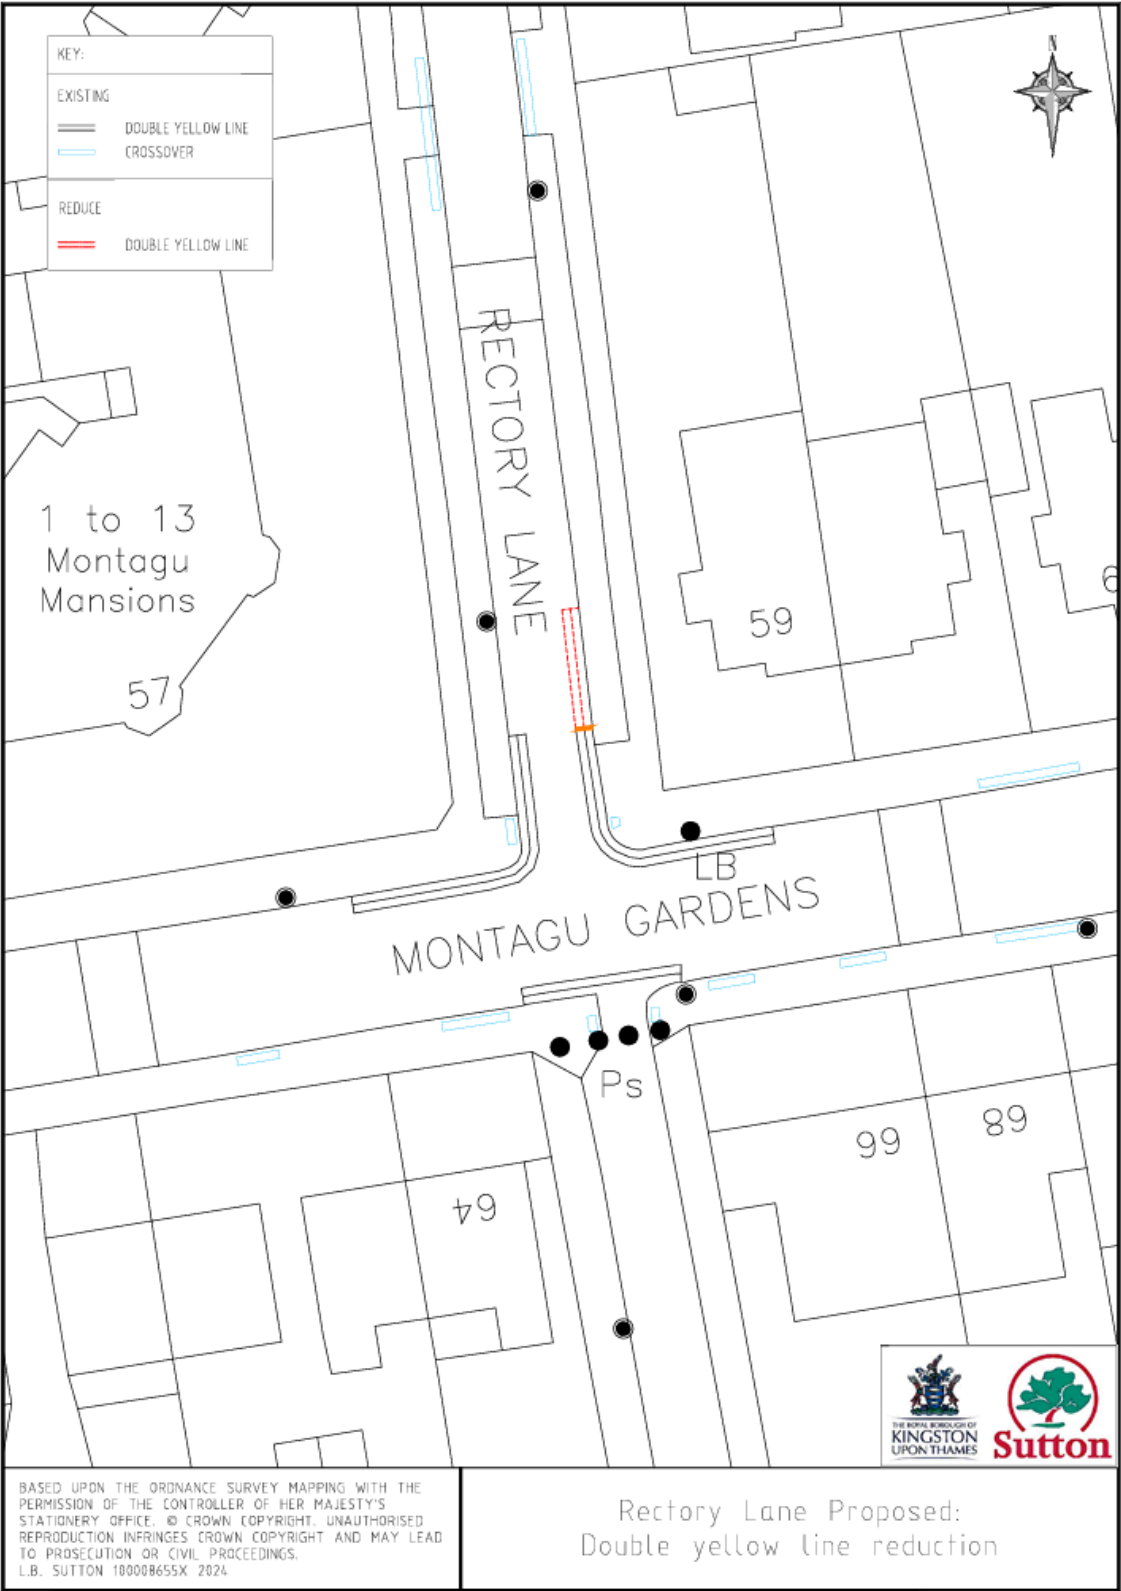 KEY:
EXISTING
DOUBLE YELLOW LINE
CROSSOVER
REDUCE
DOUBLE YELLOW LINE
N
RECTORY LANE
1 to 13
Montagu
Mansions
57
59
6
LB
MONTAGU GARDENS
Ps
64
66
68
THE ROYAL BOROUGH OF
KINGSTON
UPON THAMES
Sutton
BASED UPON THE ORDNANCE SURVEY MAPPING WITH THE
PERMISSION OF THE CONTROLLER OF HER MAJESTY'S
STATIONERY OFFICE. © CROWN COPYRIGHT. UNAUTHORISED
REPRODUCTION INFRINGES CROWN COPYRIGHT AND MAY LEAD
TO PROSECUTION OR CIVIL PROCEEDINGS.
L.B. SUTTON 100008655X 2024
Rectory Lane Proposed:
Double yellow line reduction